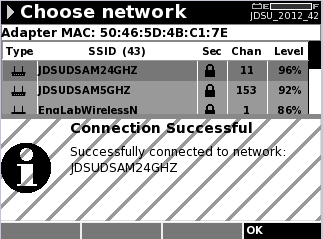 Choose network
JDSU_2012_42
Adapter MAC: 50:46:5D:4B:C1:7E
Type SSID (43) Sec Chan Level
JDSUDSAM24GHZ 11 96%
JDSUDSAM5GHZ 153 92%
EngLabWirelessN 1 86%
Connection Successful
Successfully connected to network:
JDSUDSAM24GHZ
OK